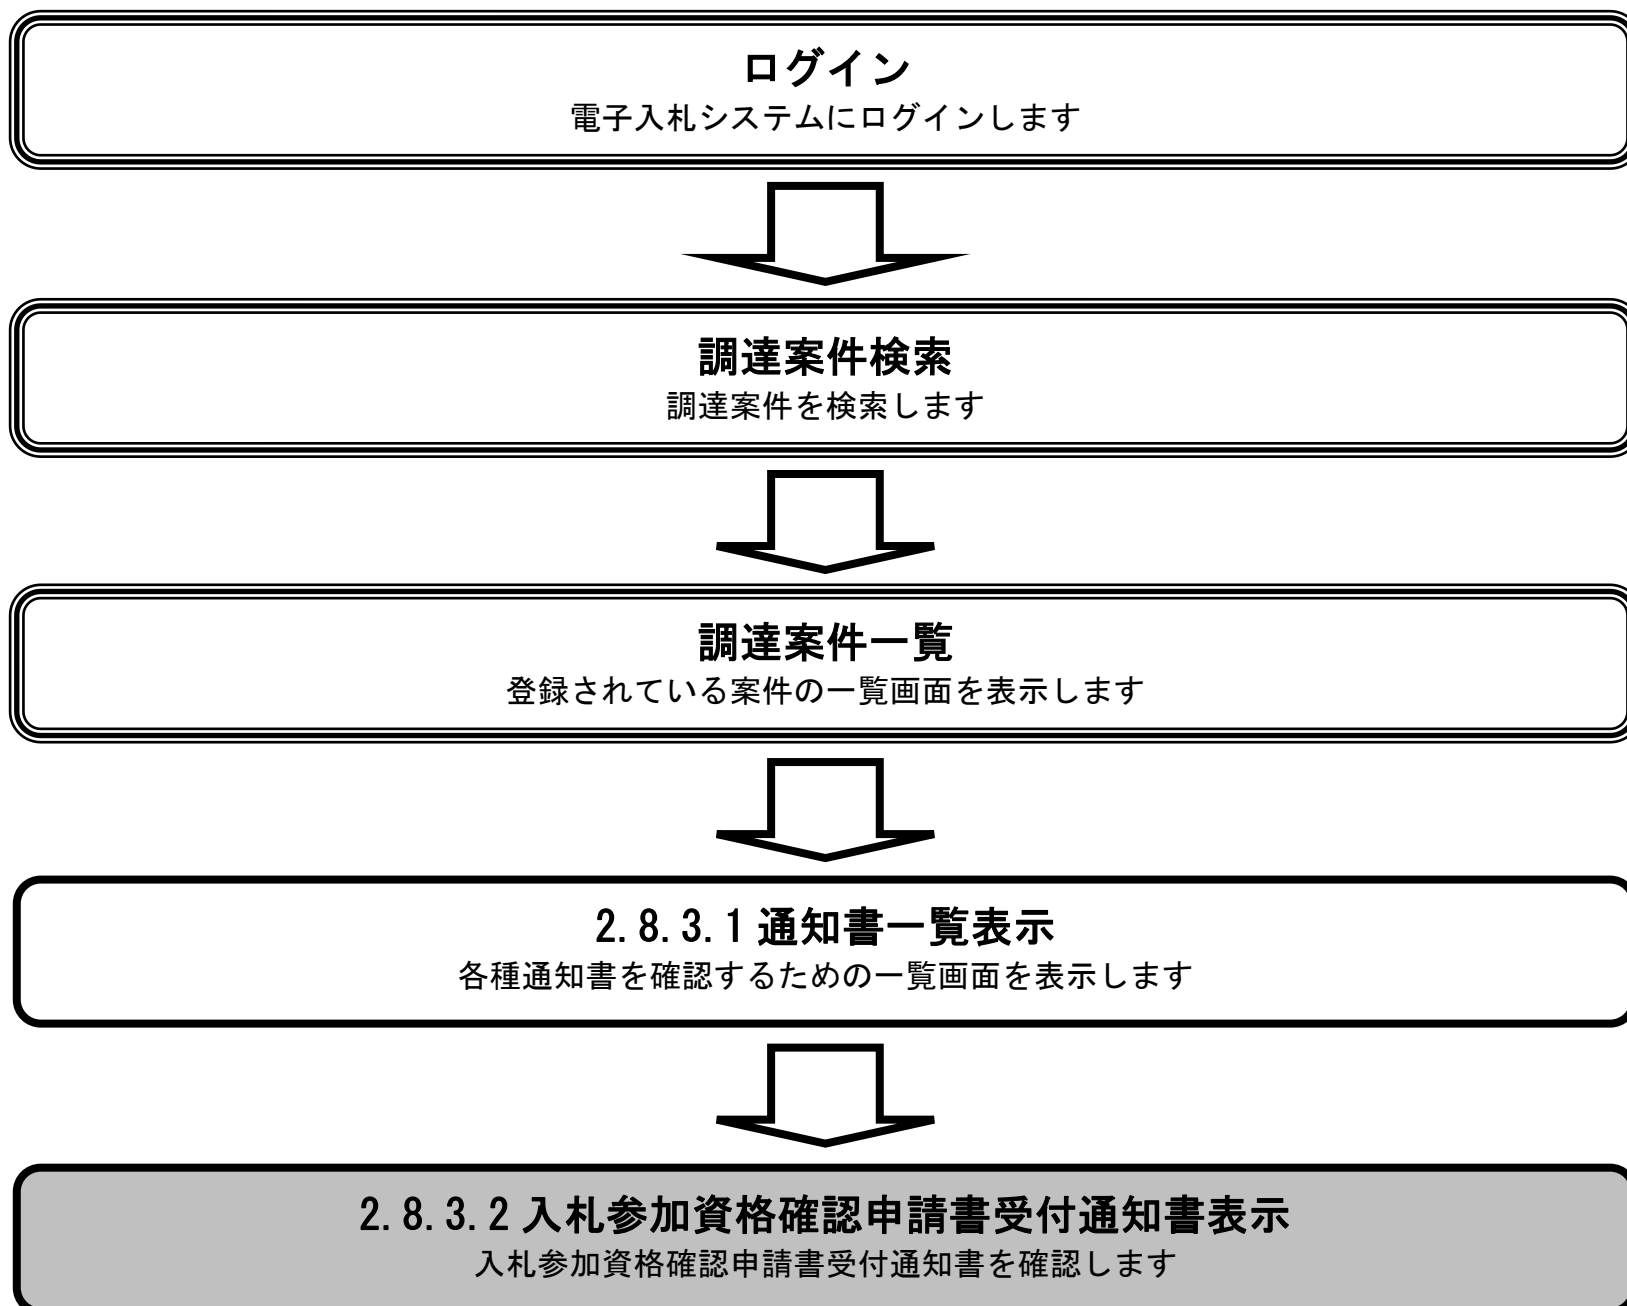 ログイン
電子入札システムにログインします
調達案件検索
調達案件を検索します
調達案件一覧
登録されている案件の一覧画面を表示します
2.8.3.1 通知書一覧表示
各種通知書を確認するための一覧画面を表示します
2.8.3.2 入札参加資格確認申請書受付通知書表示
入札参加資格確認申請書受付通知書を確認します